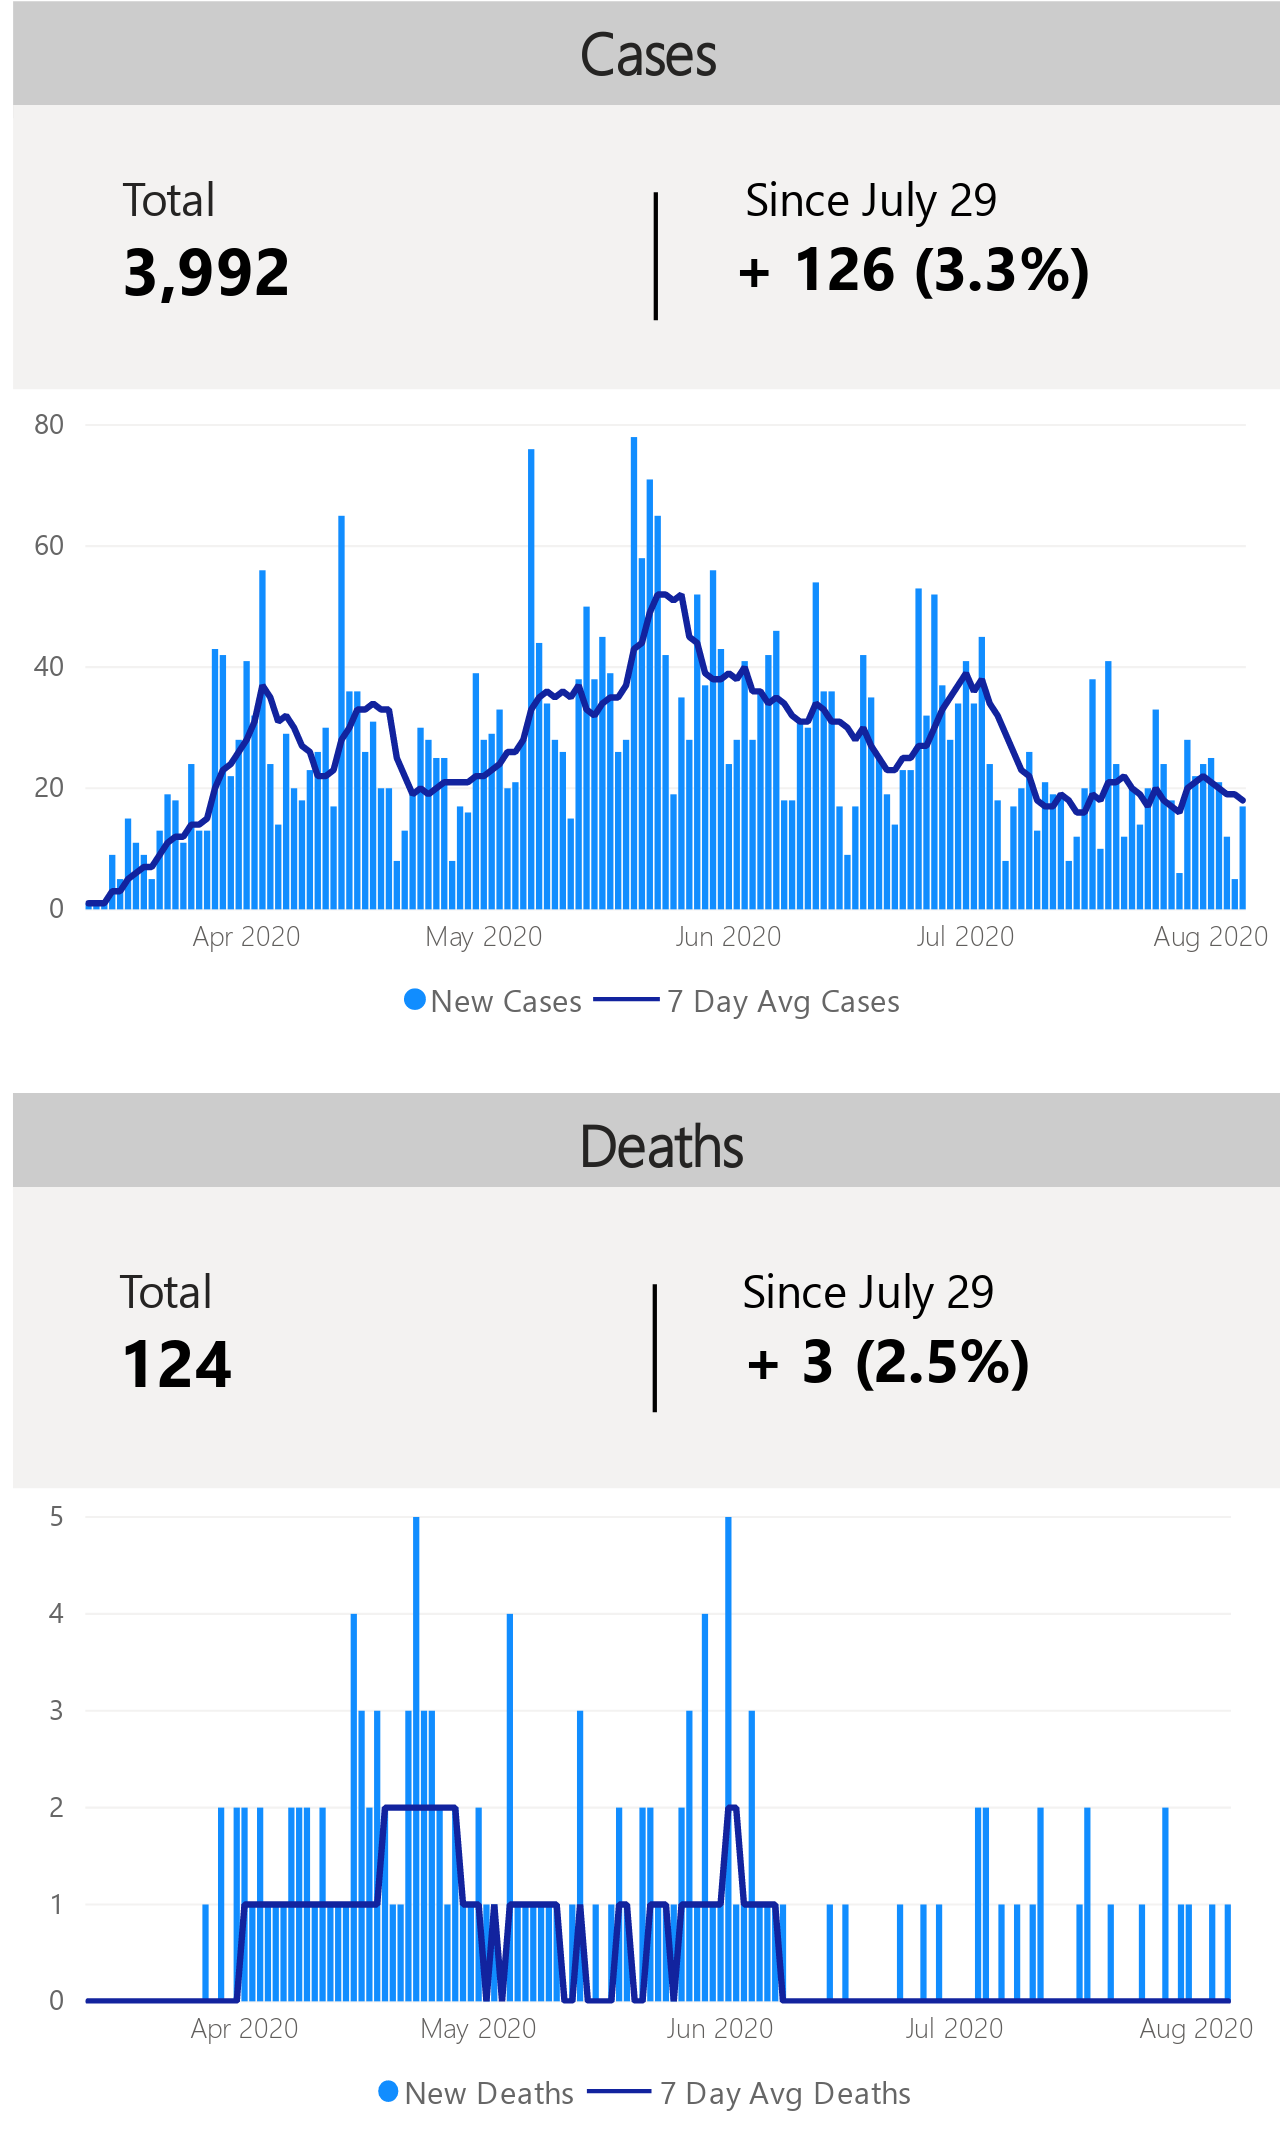 Cases
Total
Since July 29
3,992
+ 126 (3.3%)
80
60
40
20
0
Apr 2020
May 2020
Jun 2020
Jul 2020
Aug 2020
New Cases
7 Day Avg Cases
Deaths
Total
Since July 29
124
+ 3 (2.5%)
5
4
3
2
1
0
Apr 2020
May 2020
Jun 2020
Jul 2020
Aug 2020
New Deaths
7 Day Avg Deaths